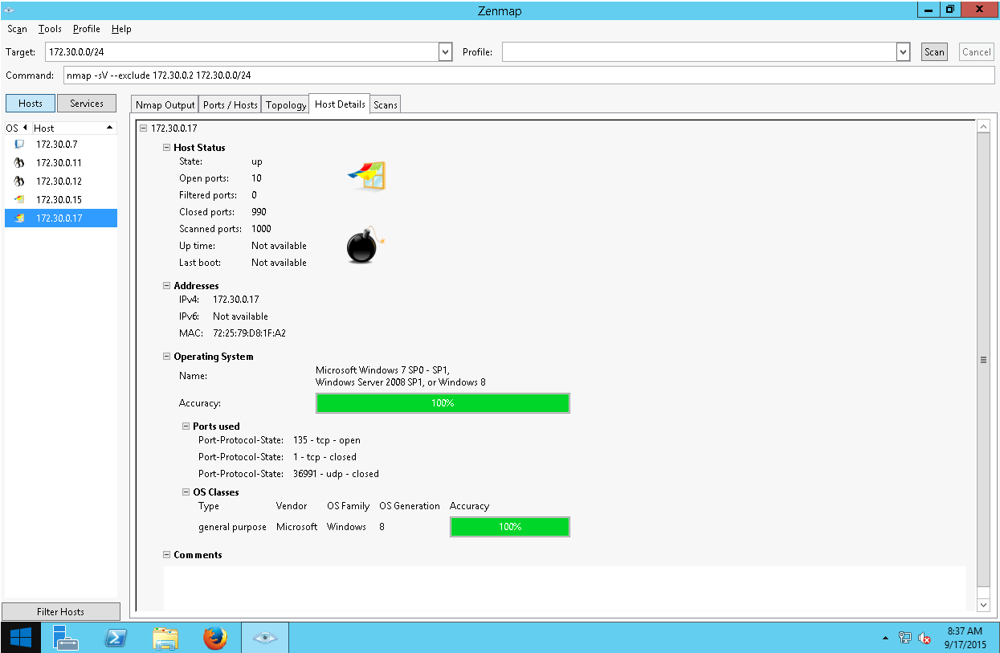 Zenmap
Scan Tools Profile Help
Target: 172.30.0.0/24 Profile: Scan Cancel
Command: nmap -sV --exclude 172.30.0.2 172.30.0.0/24
Hosts Services
Nmap Output Ports / Hosts Topology Host Details Scans
OS Host
172.30.0.7
172.30.0.11
172.30.0.12
172.30.0.15
172.30.0.17
Filter Hosts
172.30.0.17
Host Status
State: up
Open ports: 10
Filtered ports: 0
Closed ports: 990
Scanned ports: 1000
Up time: Not available
Last boot: Not available
Addresses
IPv4: 172.30.0.17
IPv6: Not available
MAC: 72:25:79:D8:1F:A2
Operating System
Name: Microsoft Windows 7 SP0 - SP1,
Windows Server 2008 SP1, or Windows 8
Accuracy: 100%
Ports used
Port-Protocol-State: 135 - tcp - open
Port-Protocol-State: 1 - tcp - closed
Port-Protocol-State: 36991 - udp - closed
OS Classes
Type Vendor OS Family OS Generation Accuracy
general purpose Microsoft Windows 8 100%
Comments
8:37 AM
9/17/2015